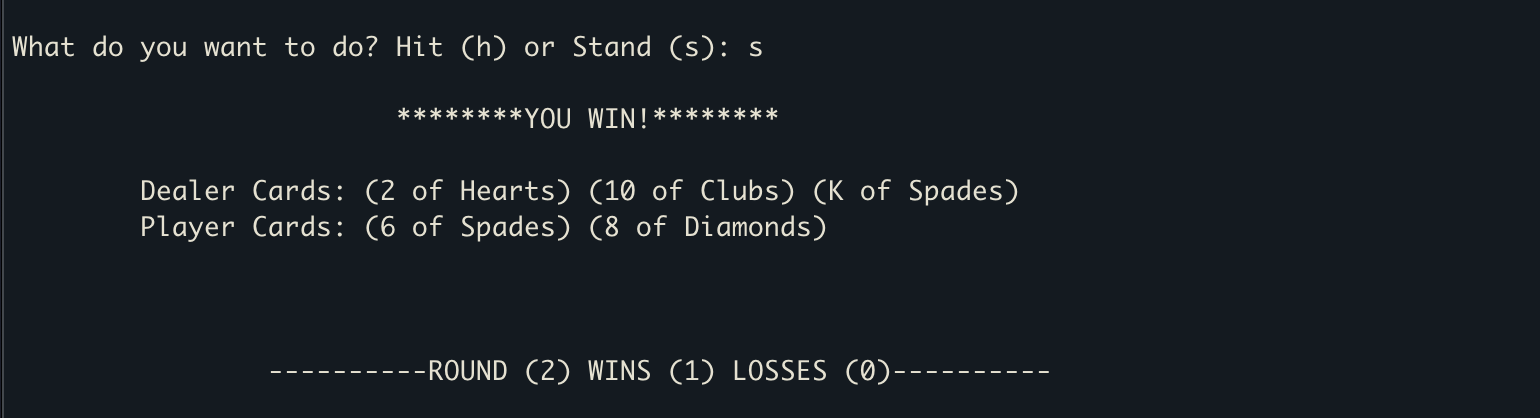 What do you want to do? Hit (h) or Stand (s): s
********YOU WIN!********
Dealer Cards: (2 of Hearts) (10 of Clubs) (K of Spades)
Player Cards: (6 of Spades) (8 of Diamonds)
----------ROUND (2) WINS (1) LOSSES (0)----------